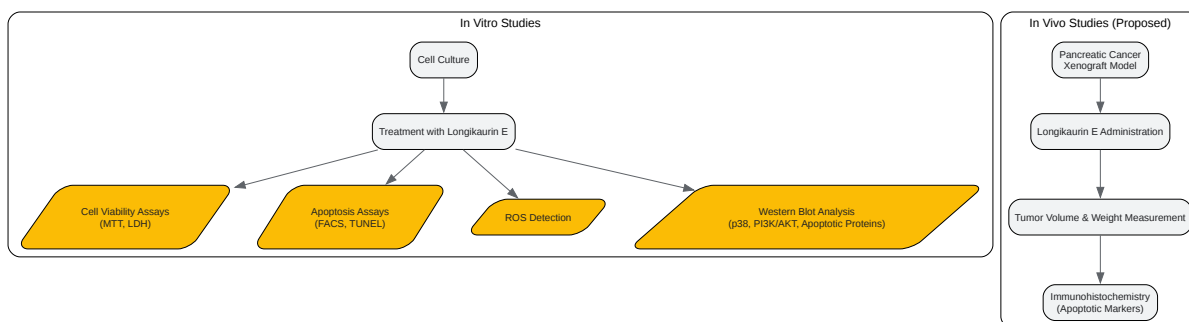 In Vitro Studies
Cell Culture
Treatment with Longikaurin E
Cell Viability Assays
(MTT, LDH)
Apoptosis Assays
(FACS, TUNEL)
ROS Detection
Western Blot Analysis
(p38, PI3K/AKT, Apoptotic Proteins)
In Vivo Studies (Proposed)
Pancreatic Cancer
Xenograft Model
Longikaurin E Administration
Tumor Volume & Weight Measurement
Immunohistochemistry
(Apoptotic Markers)